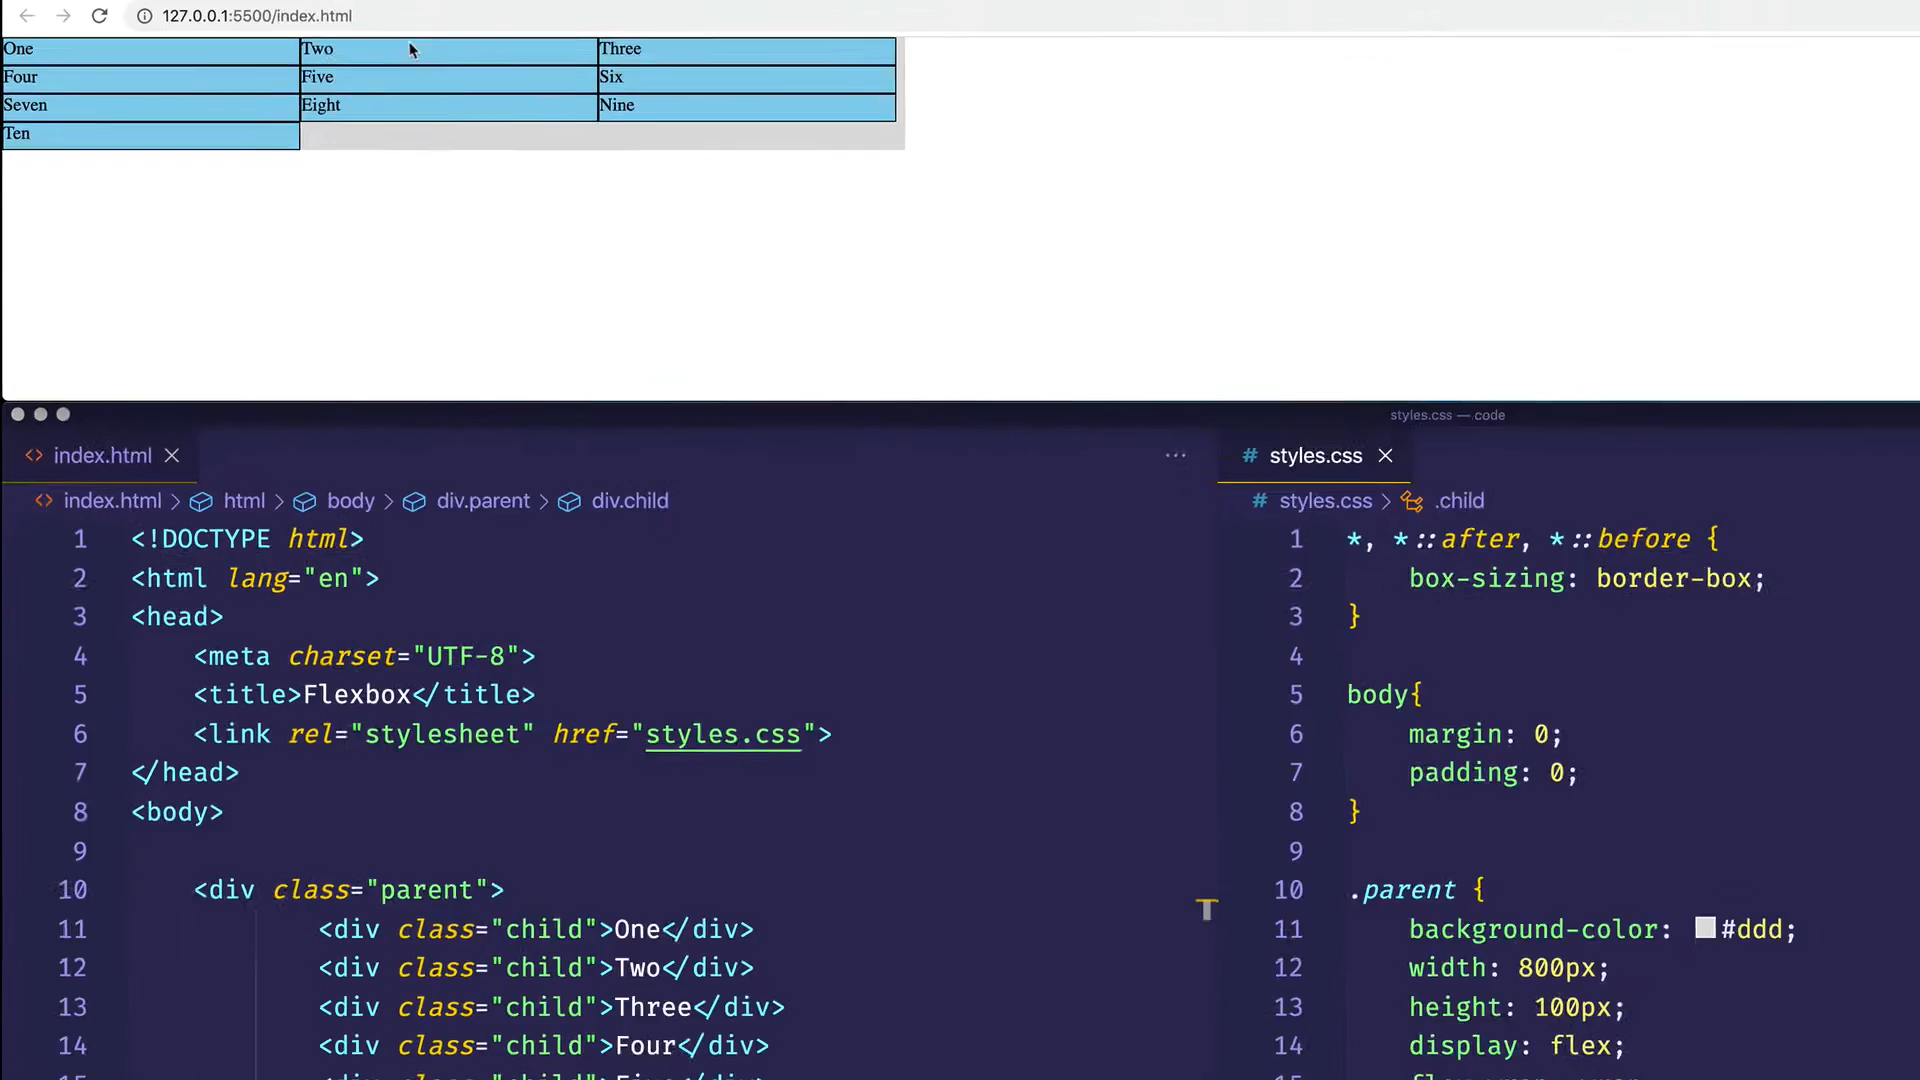 127.0.0.1:5500/index.html
One Two Three
Four Five Six
Seven Eight Nine
Ten
styles.css — code
index.html
index.html > html > body > div.parent > div.child
1 <!DOCTYPE html>
2 <html lang="en">
3 <head>
4 <meta charset="UTF-8">
5 <title>Flexbox</title>
6 <link rel="stylesheet" href="styles.css">
7 </head>
8 <body>
9
10 <div class="parent">
11 <div class="child">One</div>
12 <div class="child">Two</div>
13 <div class="child">Three</div>
14 <div class="child">Four</div>
# styles.css
# styles.css > .child
1 *, *::after, *::before {
2 box-sizing: border-box;
3 }
4
5 body{
6 margin: 0;
7 padding: 0;
8 }
9
10 .parent {
11 background-color: #ddd;
12 width: 800px;
13 height: 100px;
14 display: flex;